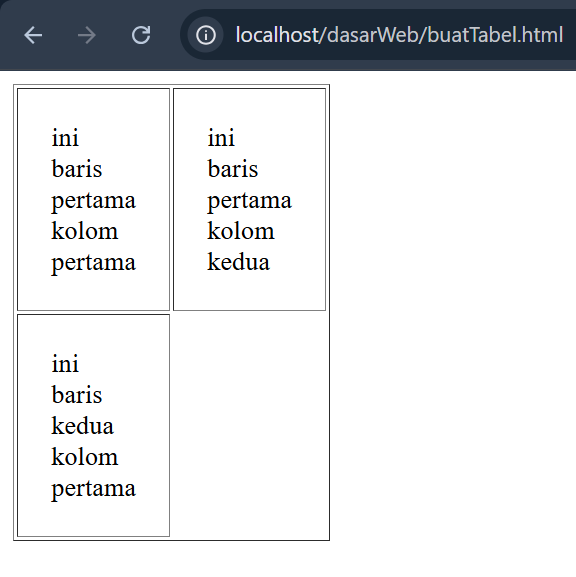 localhost/dasarWeb/buatTabel.html
ini
baris
pertama
kolom
pertama
ini
baris
pertama
kolom
kedua
ini
baris
kedua
kolom
pertama